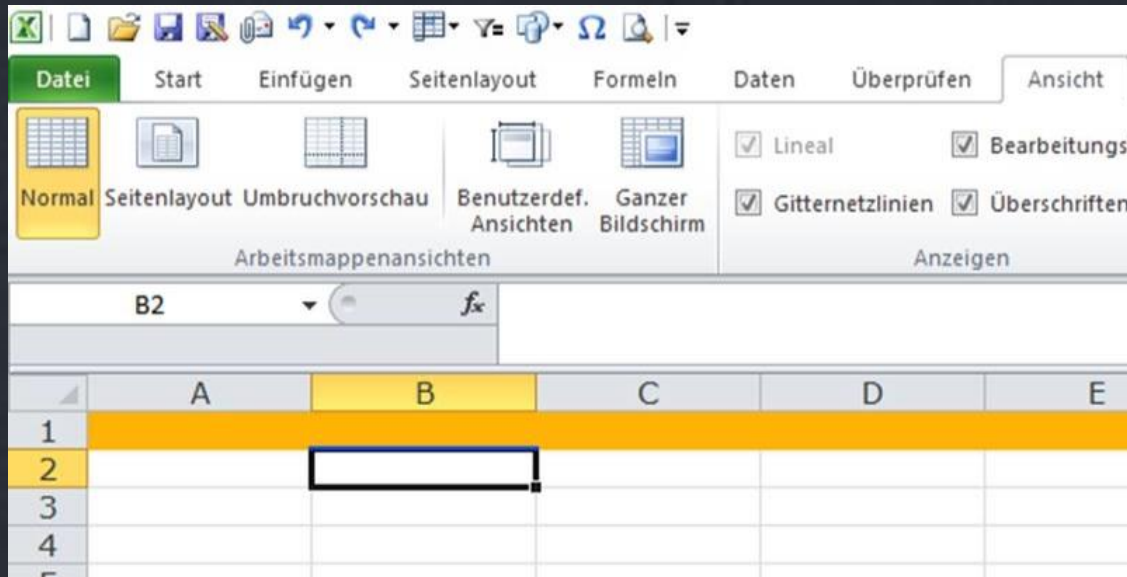 Datei Start Einfügen Seitenlayout Formeln Daten Überprüfen Ansicht
Lineal Bearbeitungs
Normal Seitenlayout Umbruchvorschau Benutzerdef. Ansichten Ganzer Bildschirm
Gitternetzlinien Überschriften
Arbeitsmappenansichten Anzeigen
B2 fx
A B C D E
1
2
3
4